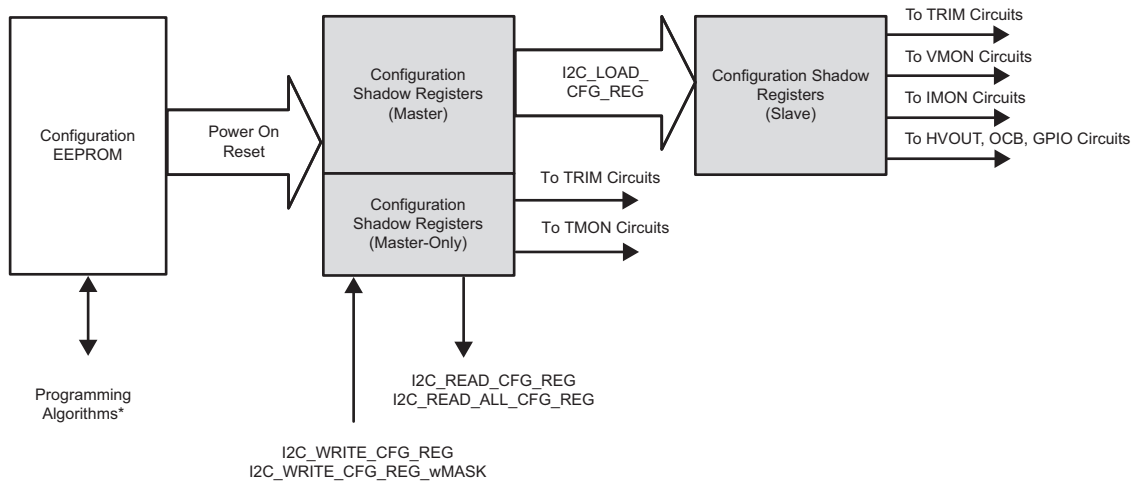 Configuration
EEPROM
Power On
Reset
Configuration
Shadow Registers
(Master)
Configuration
Shadow Registers
(Master-Only)
I2C_LOAD_
CFG_REG
Configuration Shadow
Registers
(Slave)
To TRIM Circuits
To VMON Circuits
To IMON Circuits
To HVOUT, OCB, GPIO Circuits
To TRIM Circuits
To TMON Circuits
Programming
Algorithms*
I2C_READ_CFG_REG
I2C_READ_ALL_CFG_REG
I2C_WRITE_CFG_REG
I2C_WRITE_CFG_REG_wMASK